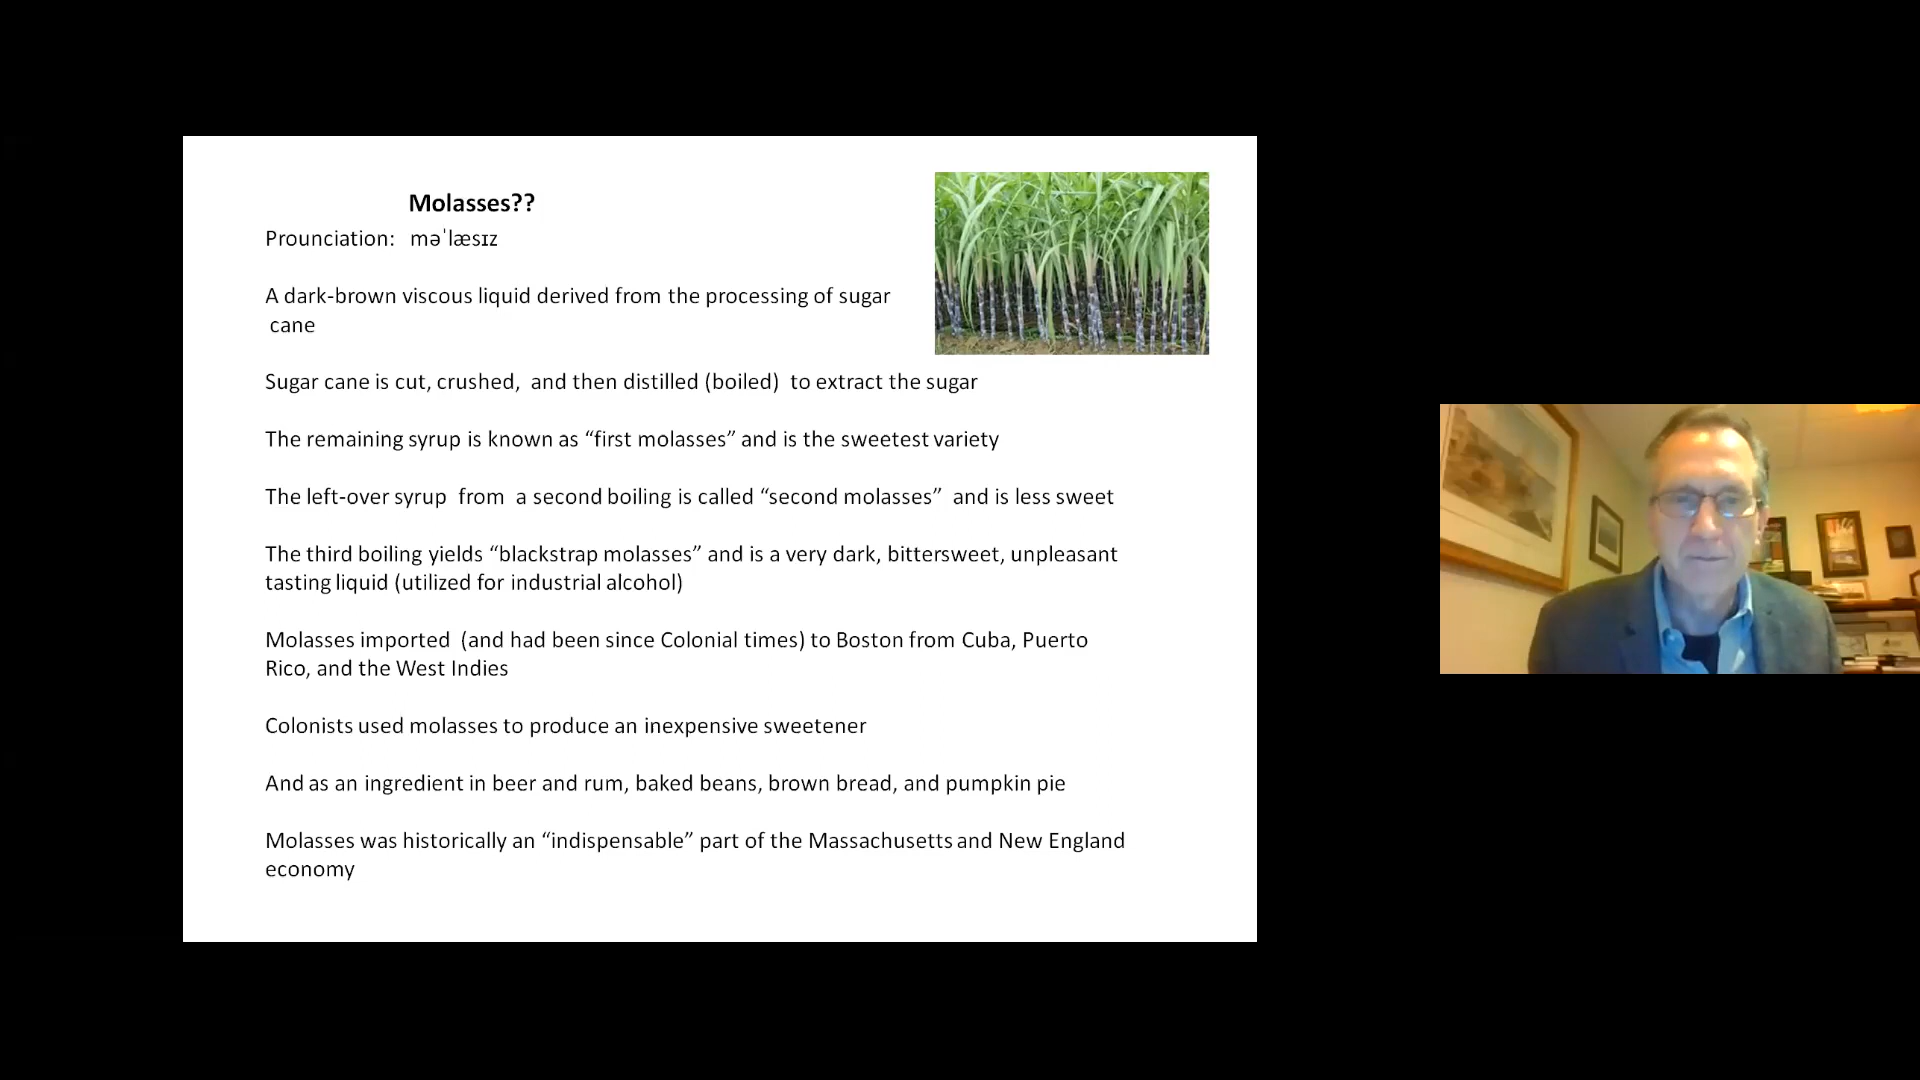 Molasses??
Prounciation: məˈlæsɪz
A dark-brown viscous liquid derived from the processing of sugar
cane
Sugar cane is cut, crushed, and then distilled (boiled) to extract the sugar
The remaining syrup is known as “first molasses” and is the sweetest variety
The left-over syrup from a second boiling is called “second molasses” and is less sweet
The third boiling yields “blackstrap molasses” and is a very dark, bittersweet, unpleasant
tasting liquid (utilized for industrial alcohol)
Molasses imported (and had been since Colonial times) to Boston from Cuba, Puerto
Rico, and the West Indies
Colonists used molasses to produce an inexpensive sweetener
And as an ingredient in beer and rum, baked beans, brown bread, and pumpkin pie
Molasses was historically an “indispensable” part of the Massachusetts and New England
economy